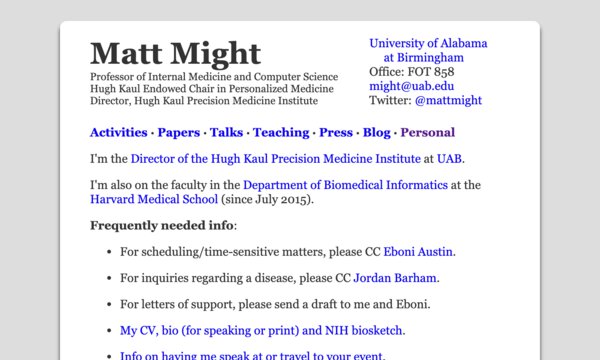 Matt Might
Professor of Internal Medicine and Computer Science
Hugh Kaul Endowed Chair in Personalized Medicine
Director, Hugh Kaul Precision Medicine Institute
University of Alabama
at Birmingham
Office: FOT 858
might@uab.edu
Twitter: @mattmight
Activities · Papers · Talks · Teaching · Press · Blog · Personal
I'm the Director of the Hugh Kaul Precision Medicine Institute at UAB.
I'm also on the faculty in the Department of Biomedical Informatics at the
Harvard Medical School (since July 2015).
Frequently needed info:
• For scheduling/time-sensitive matters, please CC Eboni Austin.
• For inquiries regarding a disease, please CC Jordan Barham.
• For letters of support, please send a draft to me and Eboni.
• My CV, bio (for speaking or print) and NIH biosketch.
• Info on having me speak at or travel to your event.